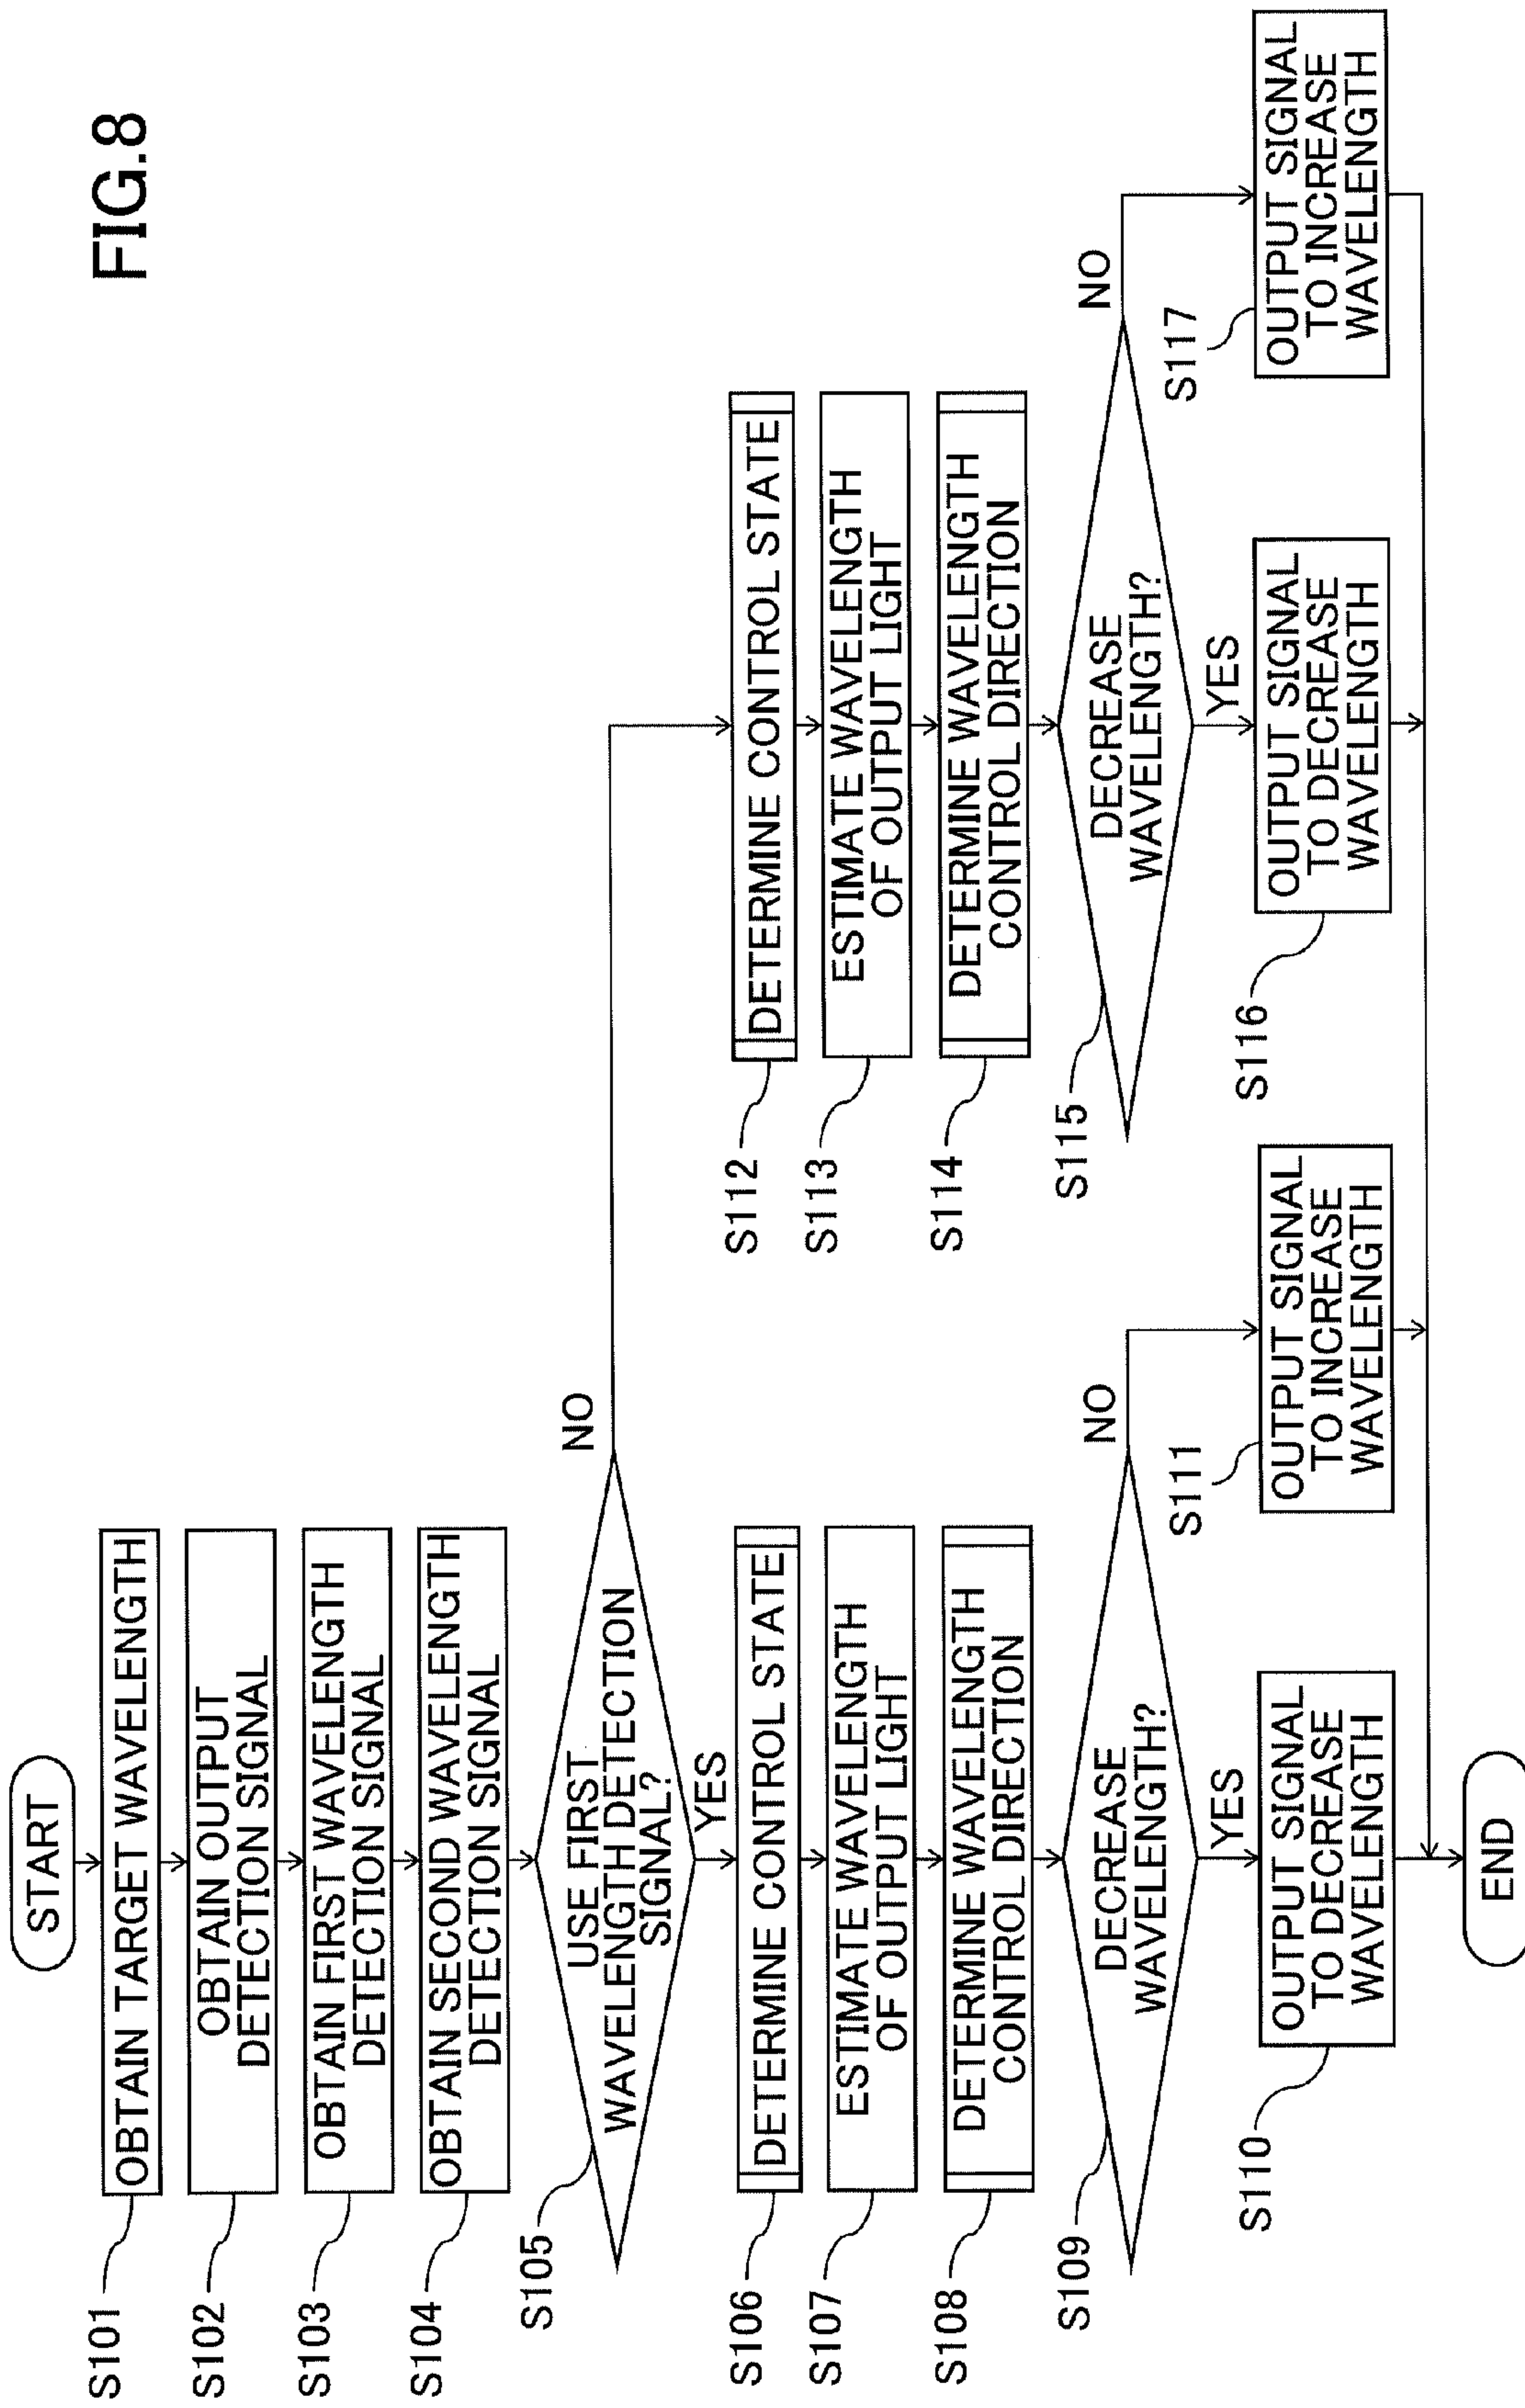 FIG.8
START
S101
OBTAIN TARGET WAVELENGTH
S102
OBTAIN OUTPUT
DETECTION SIGNAL
S103
OBTAIN FIRST WAVELENGTH
DETECTION SIGNAL
S104
OBTAIN SECOND WAVELENGTH
DETECTION SIGNAL
S105
USE FIRST
WAVELENGTH DETECTION
SIGNAL?
NO
YES
S106
DETERMINE CONTROL STATE
S107
ESTIMATE WAVELENGTH
OF OUTPUT LIGHT
S108
DETERMINE WAVELENGTH
CONTROL DIRECTION
S109
DECREASE
WAVELENGTH?
NO
YES
S110
OUTPUT SIGNAL
TO DECREASE
WAVELENGTH
S111
OUTPUT SIGNAL
TO INCREASE
WAVELENGTH
S112
DETERMINE CONTROL STATE
S113
ESTIMATE WAVELENGTH
OF OUTPUT LIGHT
S114
DETERMINE WAVELENGTH
CONTROL DIRECTION
S115
DECREASE
WAVELENGTH?
NO
YES
S116
OUTPUT SIGNAL
TO DECREASE
WAVELENGTH
S117
OUTPUT SIGNAL
TO INCREASE
WAVELENGTH
END